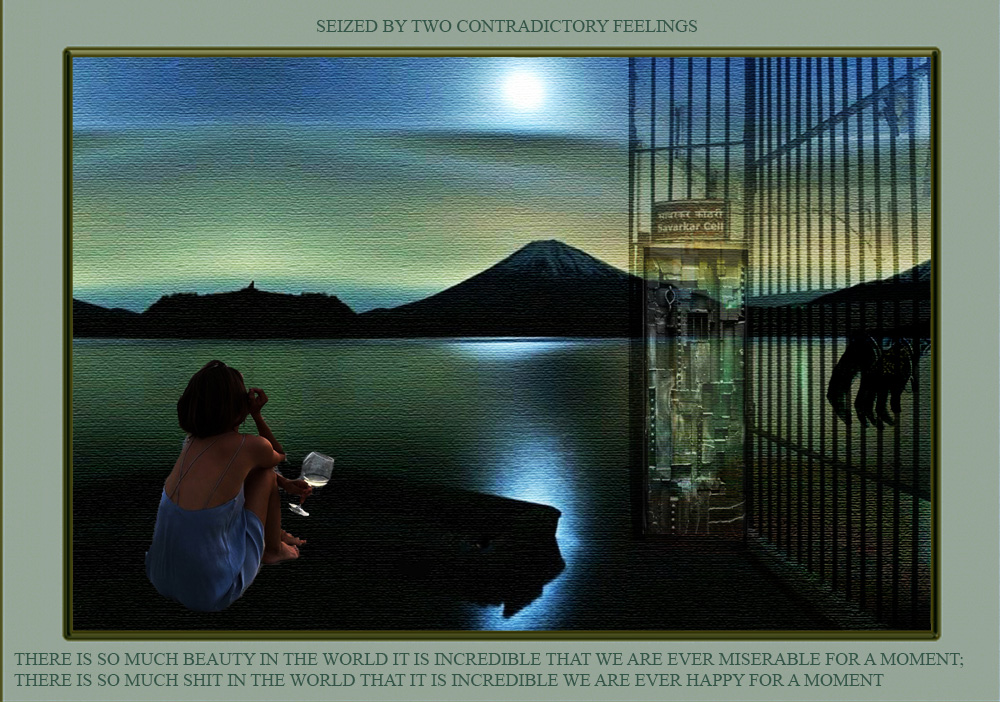 SEIZED BY TWO CONTRADICTORY FEELINGS
सावरकर कोठरी
Savarkar Cell
THERE IS SO MUCH BEAUTY IN THE WORLD IT IS INCREDIBLE THAT WE ARE EVER MISERABLE FOR A MOMENT;
THERE IS SO MUCH SHIT IN THE WORLD THAT IT IS INCREDIBLE WE ARE EVER HAPPY FOR A MOMENT